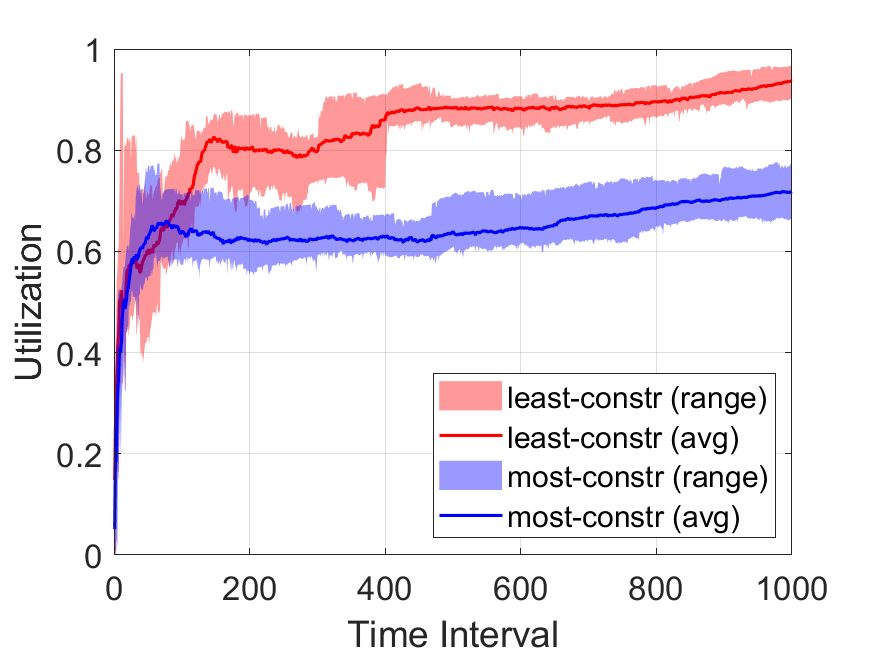 1
0.8
0.6
0.4
0.2
0
0 200 400 600 800 1000
Utilization
Time Interval
least-constr (range)
least-constr (avg)
most-constr (range)
most-constr (avg)